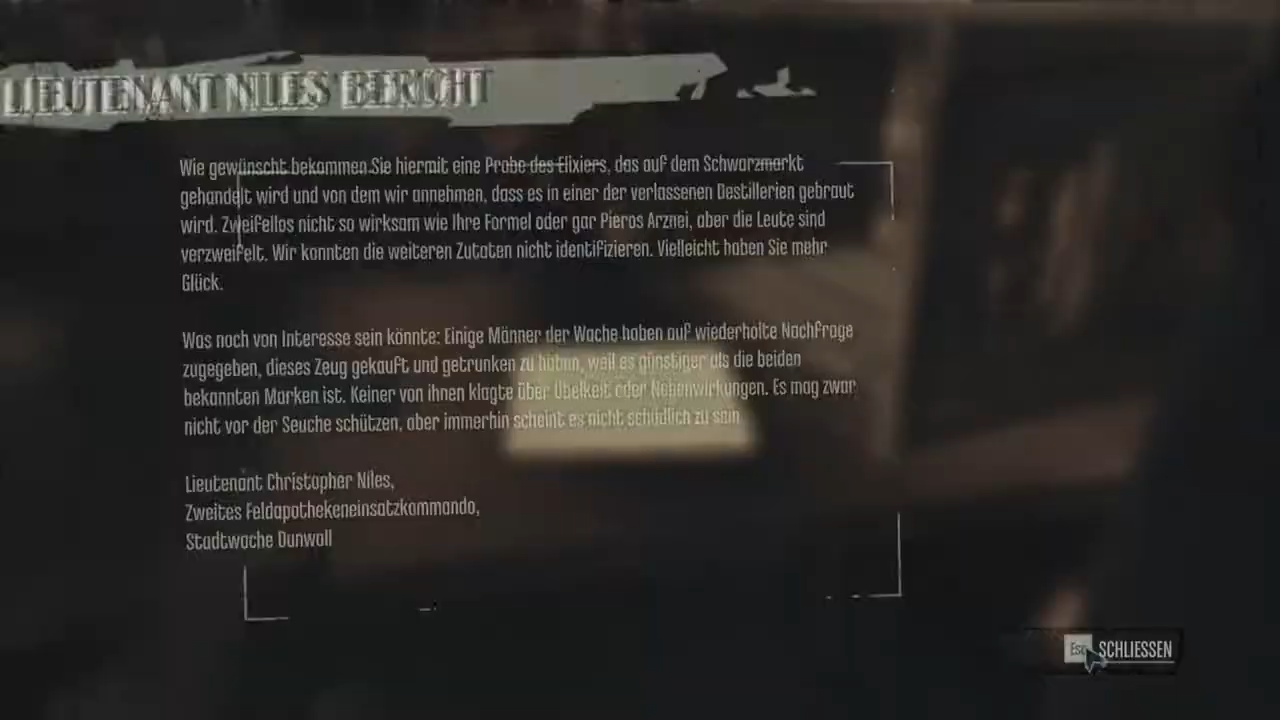 LIEUTENANT NILES' BERICHT
Wie gewünscht bekommen Sie hiermit eine Probe des Elixiers, das auf dem Schwarzmarkt
gehandelt wird und von dem wir annehmen, dass es in einer der verlassenen Destillerien gebraut
wird. Zweifellos nicht so wirksam wie Ihre Formel oder gar Pieros Arznei, aber die Leute sind
verzweifelt. Wir konnten die weiteren Zutaten nicht identifizieren. Vielleicht haben Sie mehr
Glück.
Was noch von Interesse sein könnte: Einige Männer der Wache haben auf wiederholte Nachfrage
zugegeben, dieses Zeug gekauft und getrunken zu haben, weil es günstiger als die beiden
bekannten Marken ist. Keiner von ihnen klagte über Übelkeit oder Nebenwirkungen. Es mag zwar
nicht vor der Seuche schützen, aber immerhin scheint es nicht schädlich zu sein
Lieutenant Christopher Niles,
Zweites Feldapothekeneinsatzkommando,
Stadtwache Dunwall
Esc SCHLIESSEN